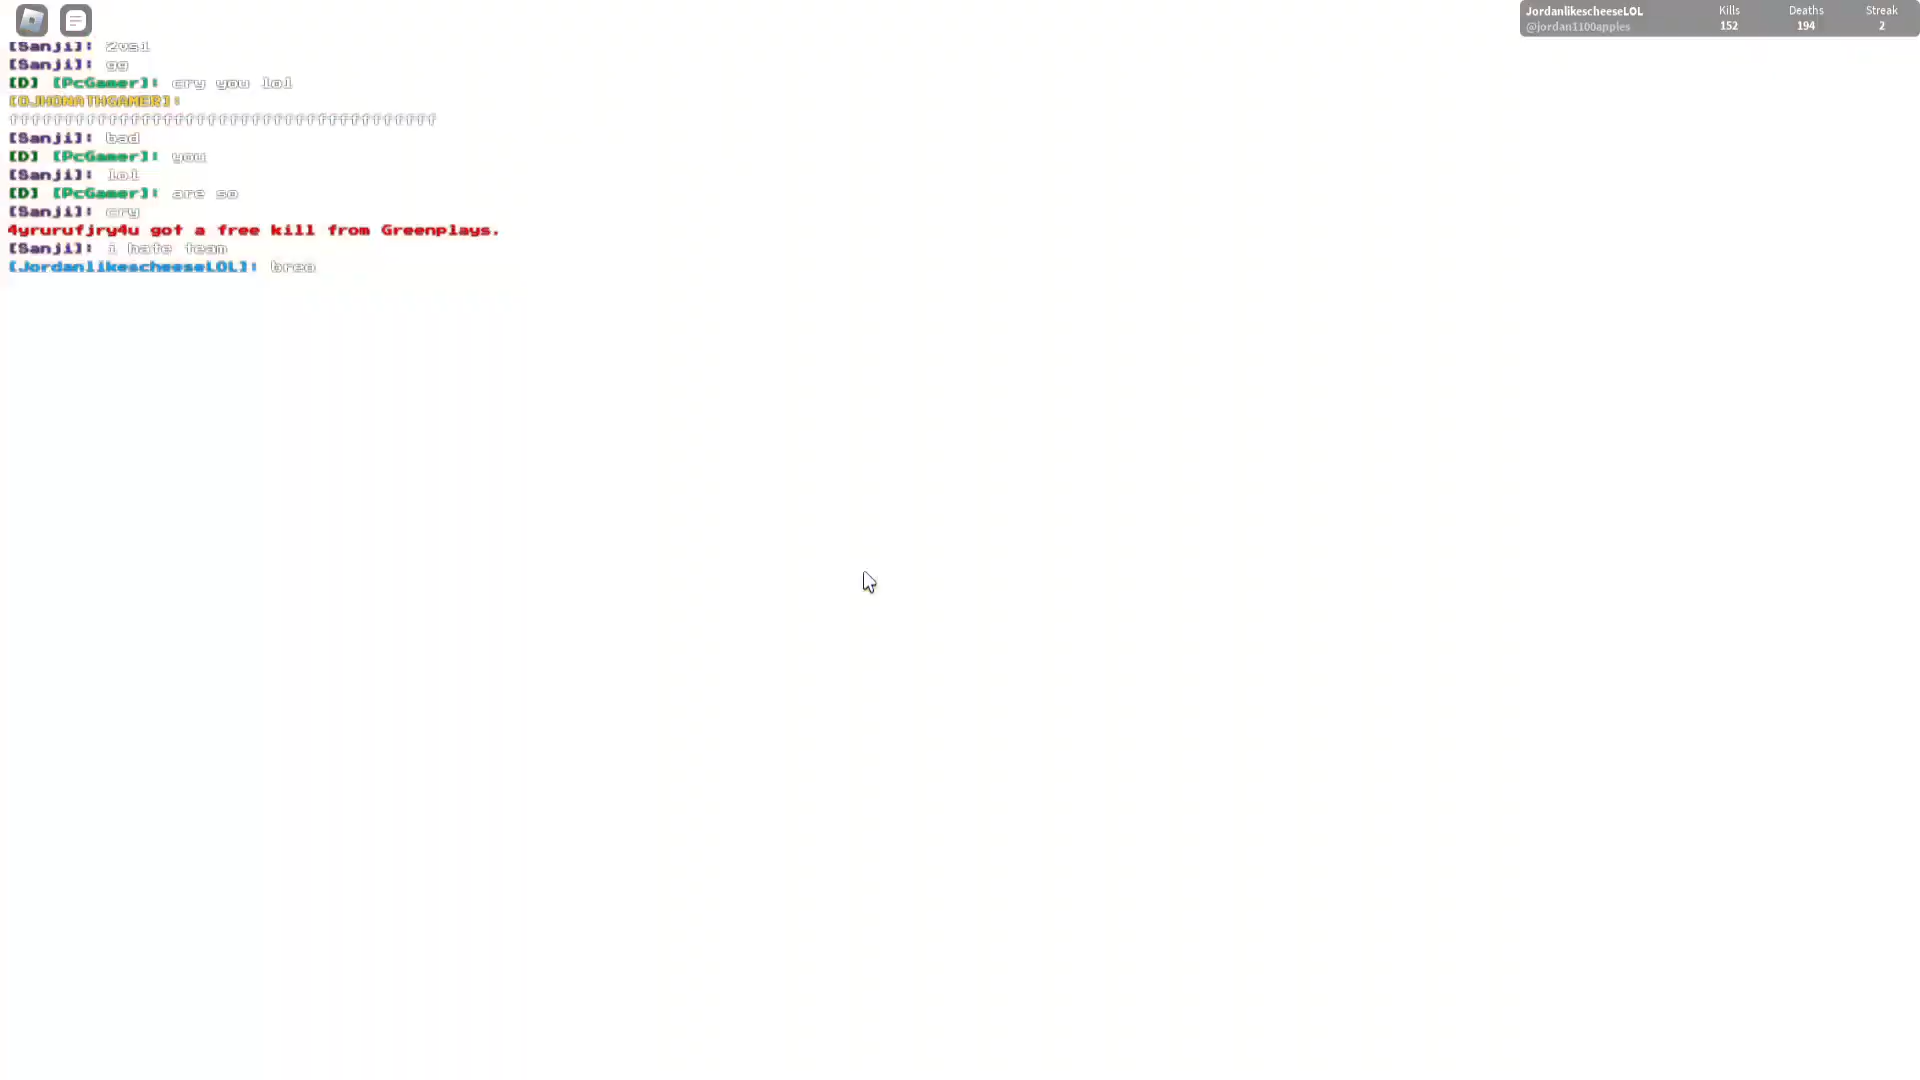 JordanlikescheeseLOL Kills Deaths Streak
@jordan1100apples 152 194 2
[Sanji]: 2vs1
[Sanji]: gg
[D] [PcGamer]: cry you lol
[OJHONATHGAMER]:
fffffffffffffffffffffffffffffffffffffff
[Sanji]: bad
[D] [PcGamer]: you
[Sanji]: lol
[D] [PcGamer]: are so
[Sanji]: cry
4yrurufjry4u got a free kill from Greenplays.
[Sanji]: i hate team
[JordanlikescheeseLOL]: breo